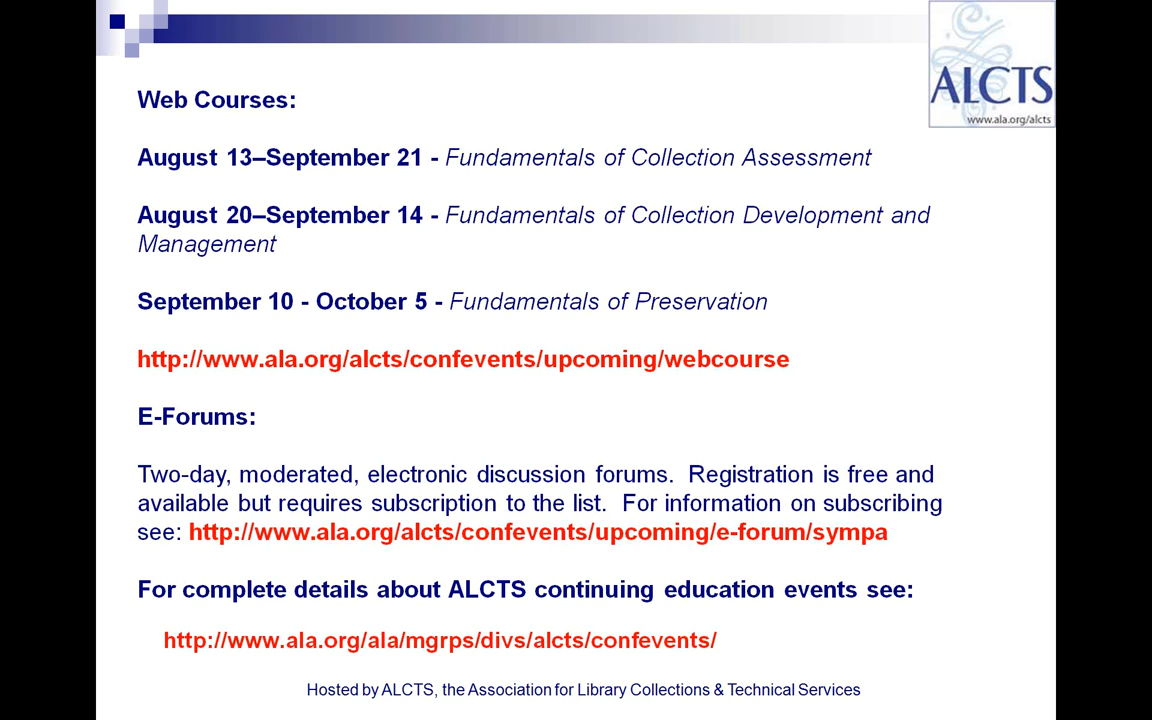 ALCTS
www.ala.org/alcts
Web Courses:
August 13–September 21 - Fundamentals of Collection Assessment
August 20–September 14 - Fundamentals of Collection Development and
Management
September 10 - October 5 - Fundamentals of Preservation
http://www.ala.org/alcts/confevents/upcoming/webcourse
E-Forums:
Two-day, moderated, electronic discussion forums.  Registration is free and
available but requires subscription to the list.  For information on subscribing
see: http://www.ala.org/alcts/confevents/upcoming/e-forum/sympa
For complete details about ALCTS continuing education events see:
http://www.ala.org/ala/mgrps/divs/alcts/confevents/
Hosted by ALCTS, the Association for Library Collections & Technical Services